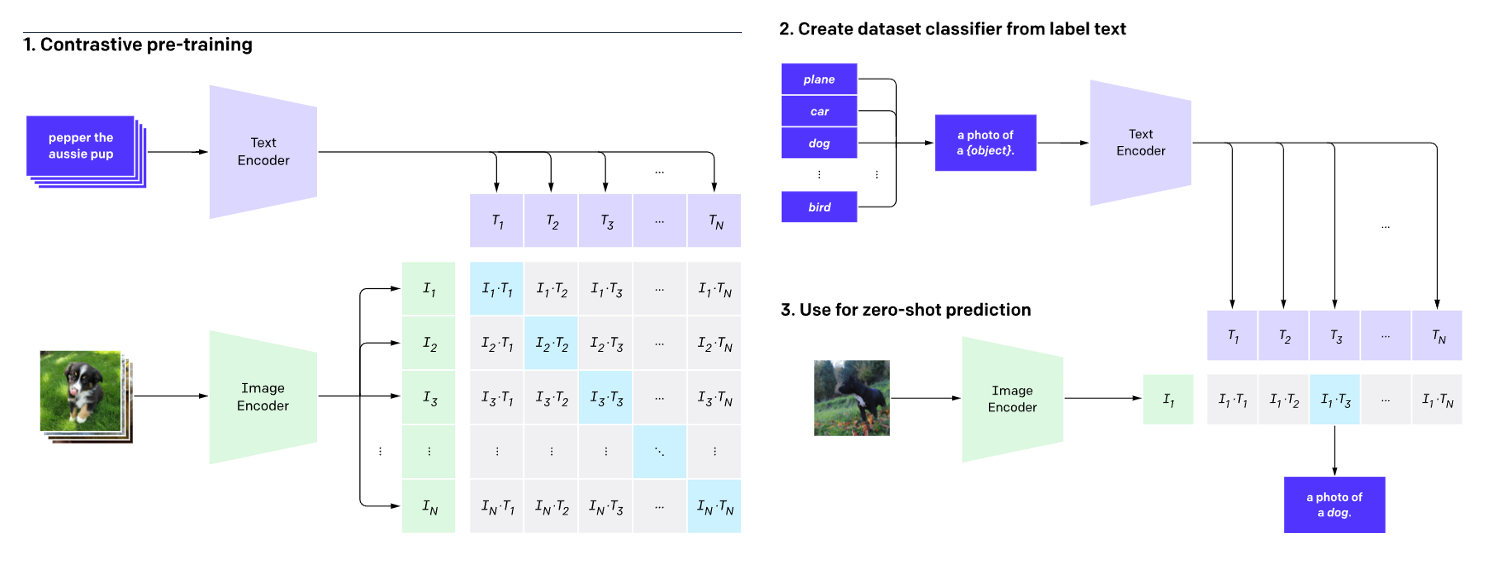 1. Contrastive pre-training
pepper the
aussie pup
Text
Encoder
...
T1 T2 T3 ... TN
Image
Encoder
I1 I1·T1 I1·T2 I1·T3 ... I1·TN
I2 I2·T1 I2·T2 I2·T3 ... I2·TN
I3 I3·T1 I3·T2 I3·T3 ... I3·TN
⋮ ⋮ ⋮ ⋮ ⋮ ⋱ ⋮
IN IN·T1 IN·T2 IN·T3 ... IN·TN
2. Create dataset classifier from label text
plane
car
dog
⋮ ⋮
bird
a photo of
a {object}.
Text
Encoder
...
3. Use for zero-shot prediction
Image
Encoder
T1 T2 T3 ... TN
I1 I1·T1 I1·T2 I1·T3 ... I1·TN
a photo of
a dog.